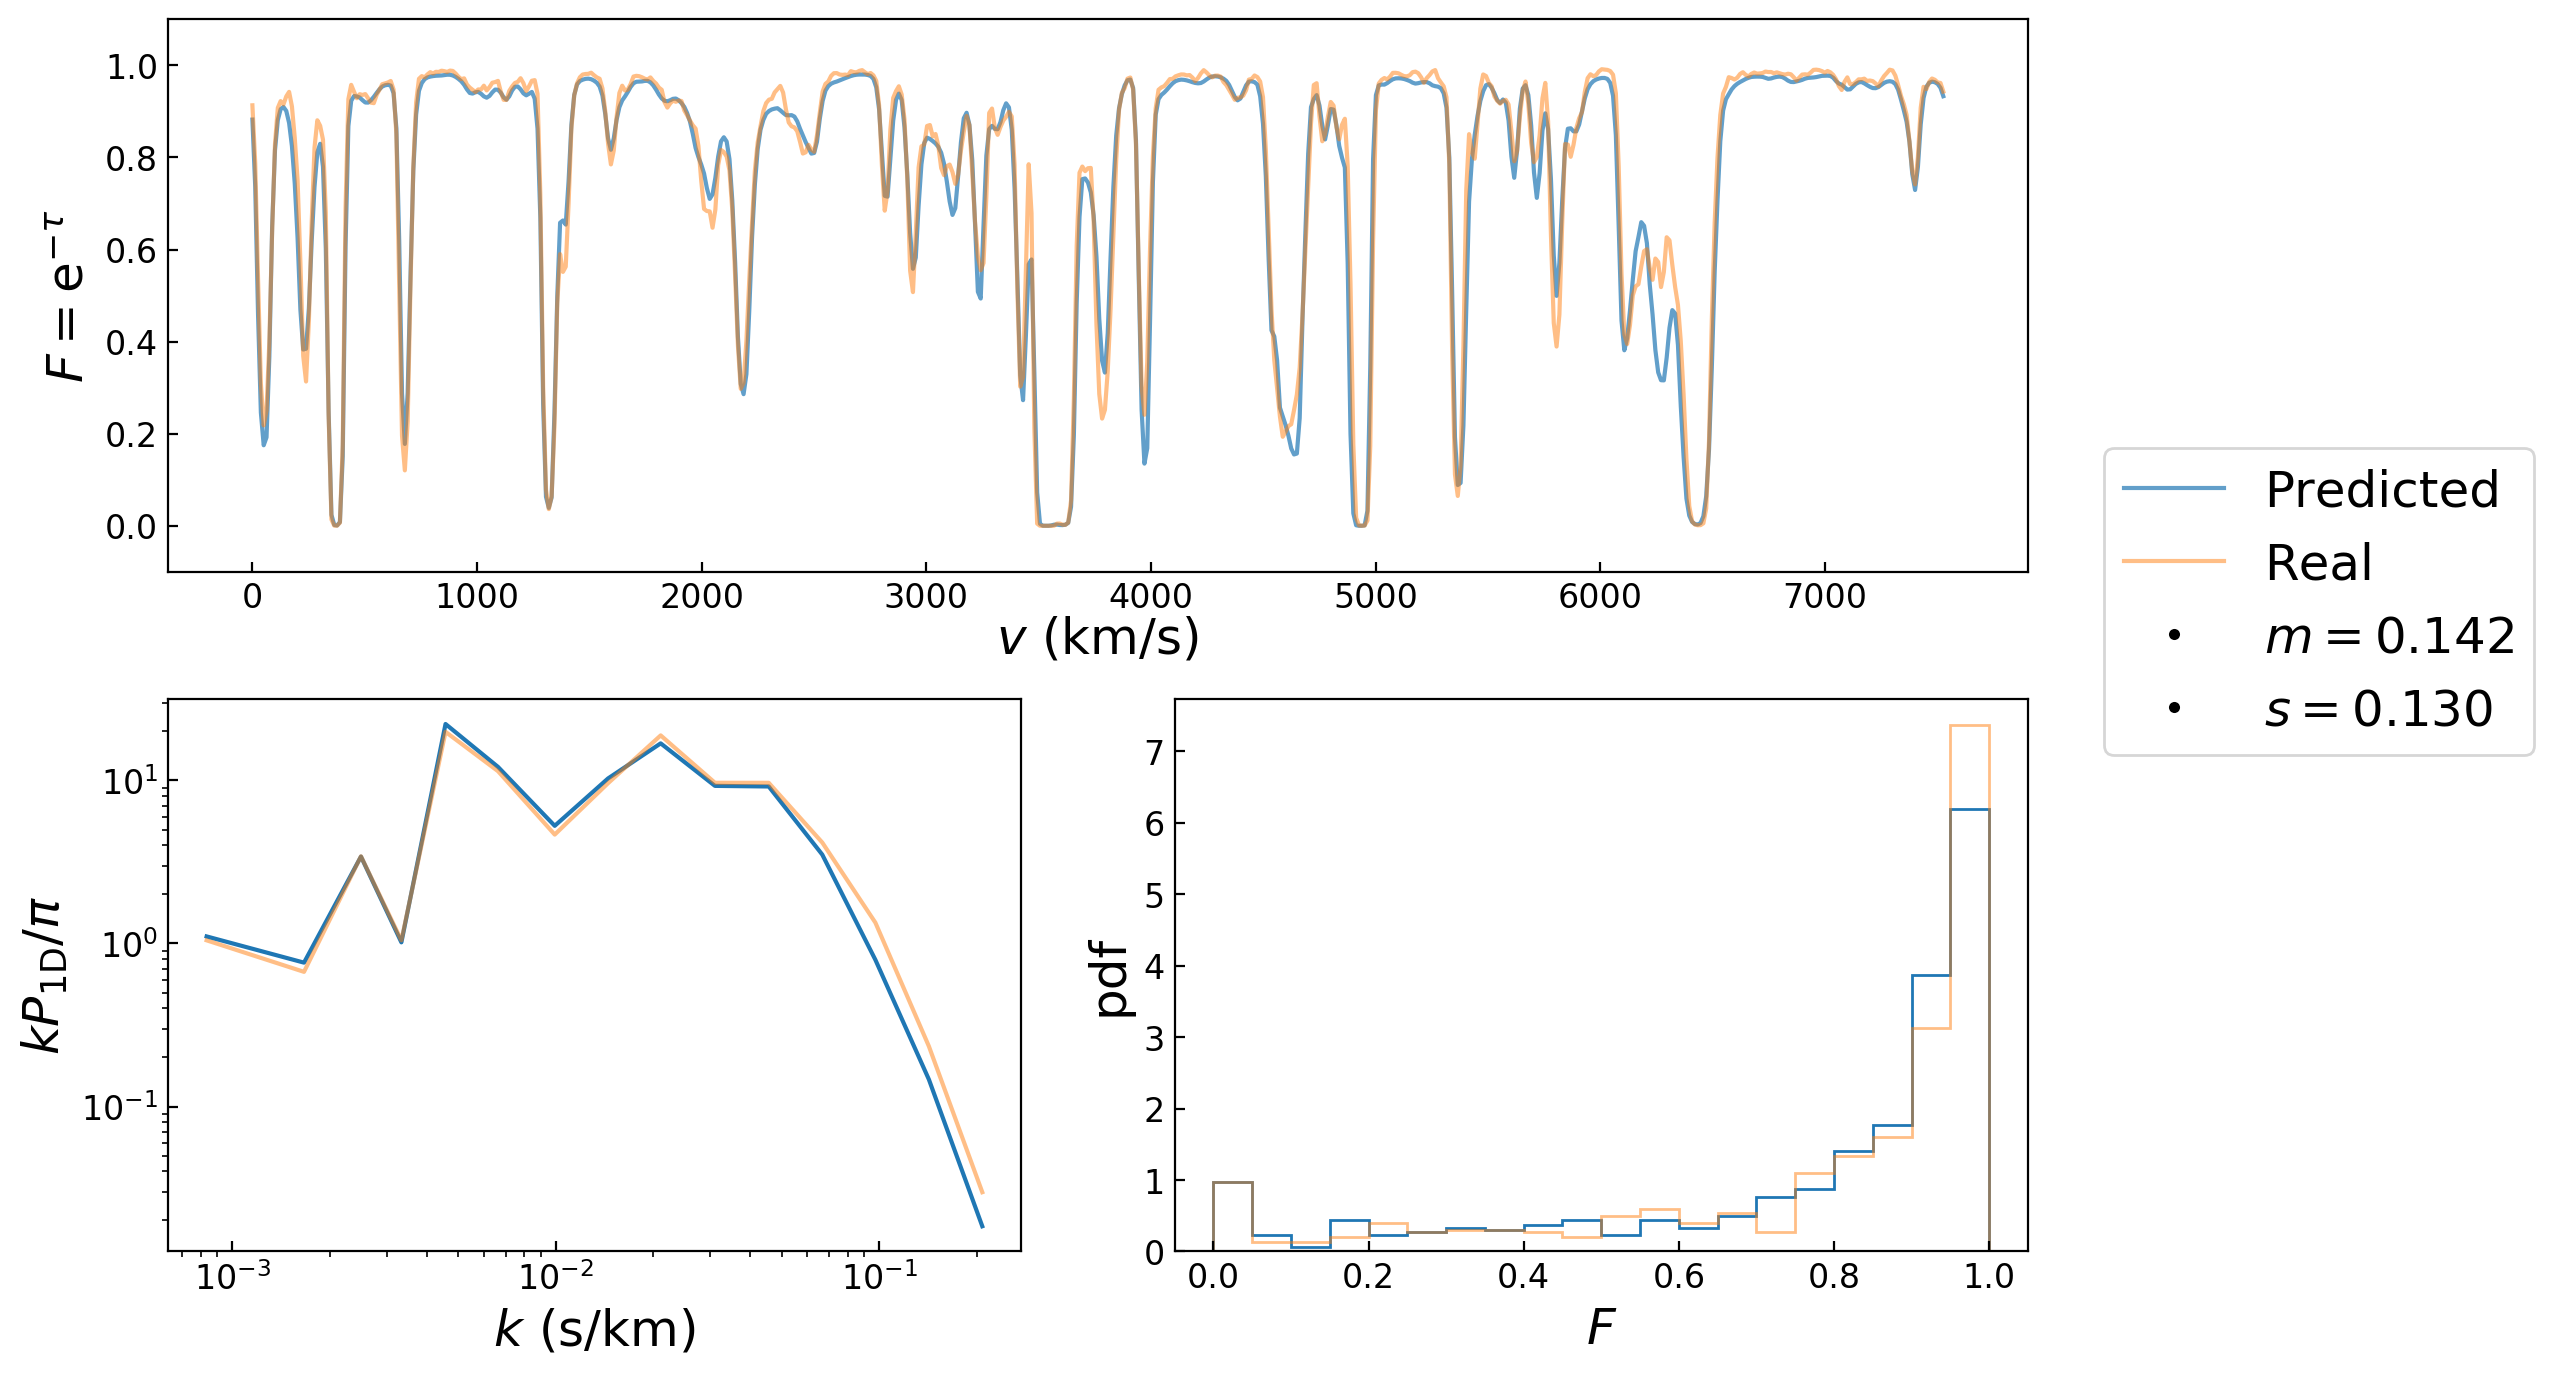 F = e^{−τ}
1.0
0.8
0.6
0.4
0.2
0.0
0 1000 2000 3000 4000 5000 6000 7000
v (km/s)
Predicted
Real
m = 0.142
s = 0.130
kP_{1D}/π
10^1
10^0
10^{−1}
10^{−3} 10^{−2} 10^{−1}
k (s/km)
pdf
7
6
5
4
3
2
1
0
0.0 0.2 0.4 0.6 0.8 1.0
F